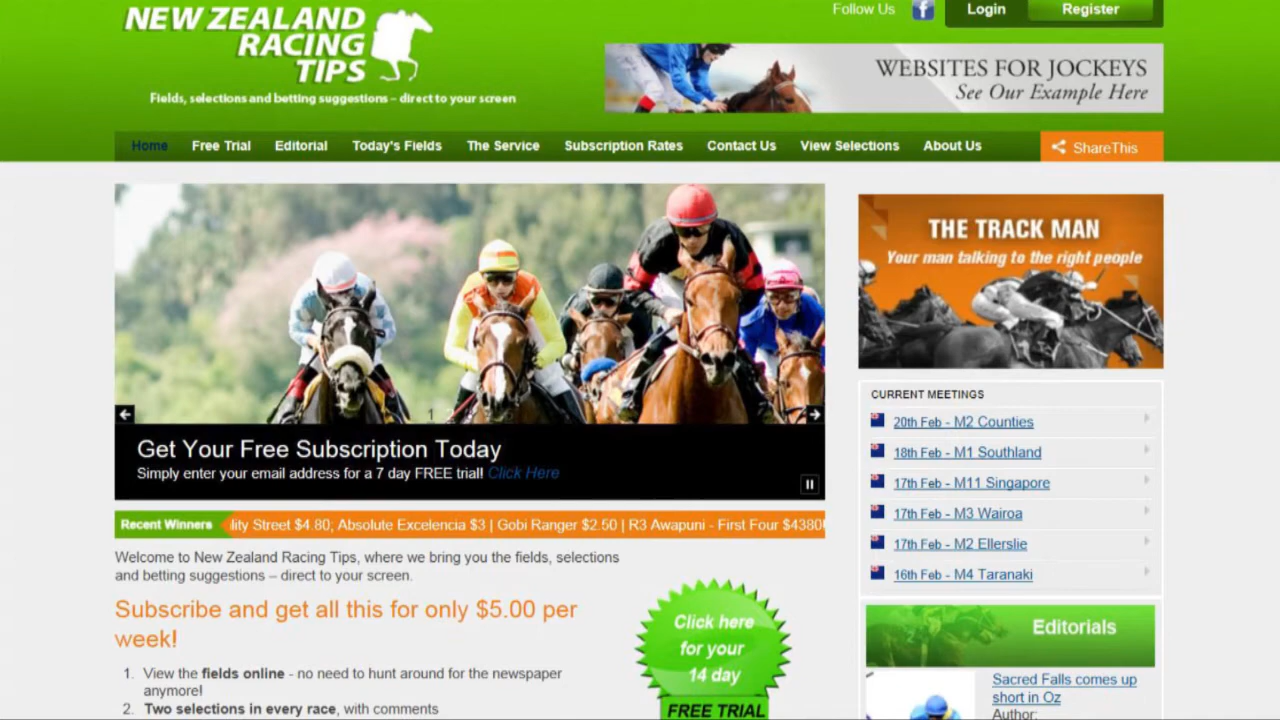 NEW ZEALAND
RACING
TIPS
Fields, selections and betting suggestions – direct to your screen
Follow Us
Login
Register
WEBSITES FOR JOCKEYS
See Our Example Here
Home
Free Trial
Editorial
Today's Fields
The Service
Subscription Rates
Contact Us
View Selections
About Us
ShareThis
1
Get Your Free Subscription Today
Simply enter your email address for a 7 day FREE trial! Click Here
Recent Winners
lity Street $4.80; Absolute Excelencia $3 | Gobi Ranger $2.50 | R3 Awapuni - First Four $4380
Welcome to New Zealand Racing Tips, where we bring you the fields, selections
and betting suggestions – direct to your screen.
Subscribe and get all this for only $5.00 per
week!
1. View the fields online - no need to hunt around for the newspaper
anymore!
2. Two selections in every race, with comments
Click here
for your
14 day
FREE TRIAL
THE TRACK MAN
Your man talking to the right people
CURRENT MEETINGS
20th Feb - M2 Counties
18th Feb - M1 Southland
17th Feb - M11 Singapore
17th Feb - M3 Wairoa
17th Feb - M2 Ellerslie
16th Feb - M4 Taranaki
Editorials
Sacred Falls comes up
short in Oz
Author: